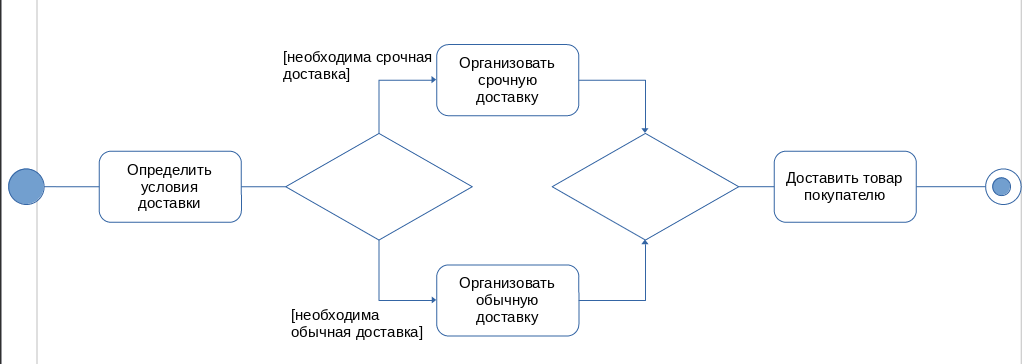 [необходима срочная
доставка]
Организовать
срочную
доставку
Определить
условия
доставки
Доставить товар
покупателю
[необходима
обычная доставка]
Организовать
обычную
доставку